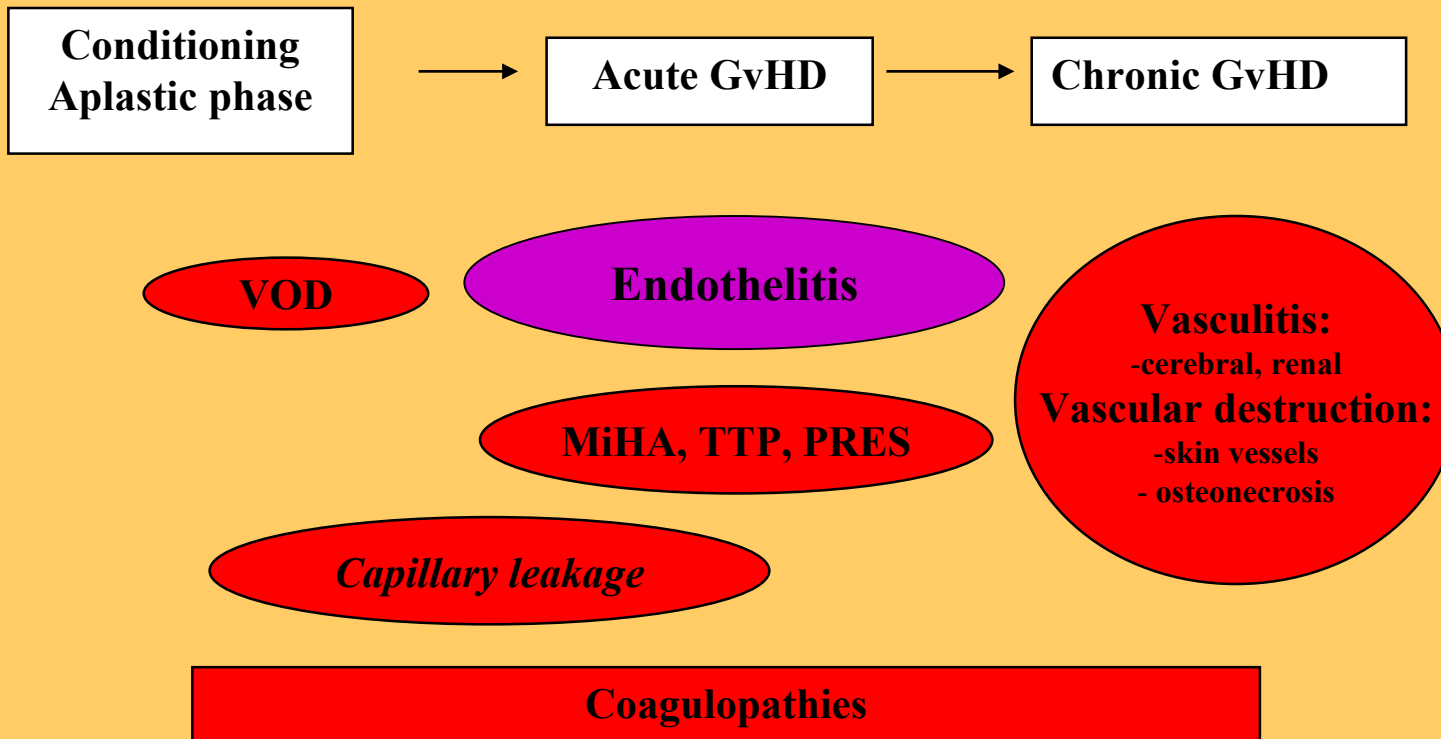 Conditioning
Aplastic phase
Acute GvHD
Chronic GvHD
VOD
Endothelitis
Vasculitis:
-cerebral, renal
Vascular destruction:
-skin vessels
- osteonecrosis
MiHA, TTP, PRES
Capillary leakage
Coagulopathies